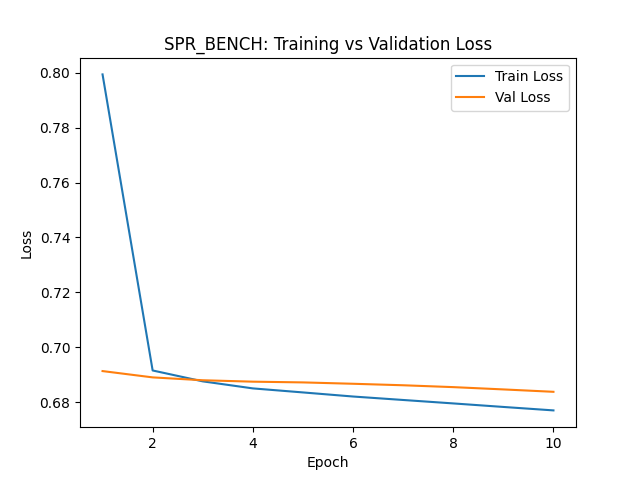 SPR_BENCH: Training vs Validation Loss
Train Loss
Val Loss
0.80
0.78
0.76
0.74
0.72
0.70
0.68
Loss
2
4
6
8
10
Epoch